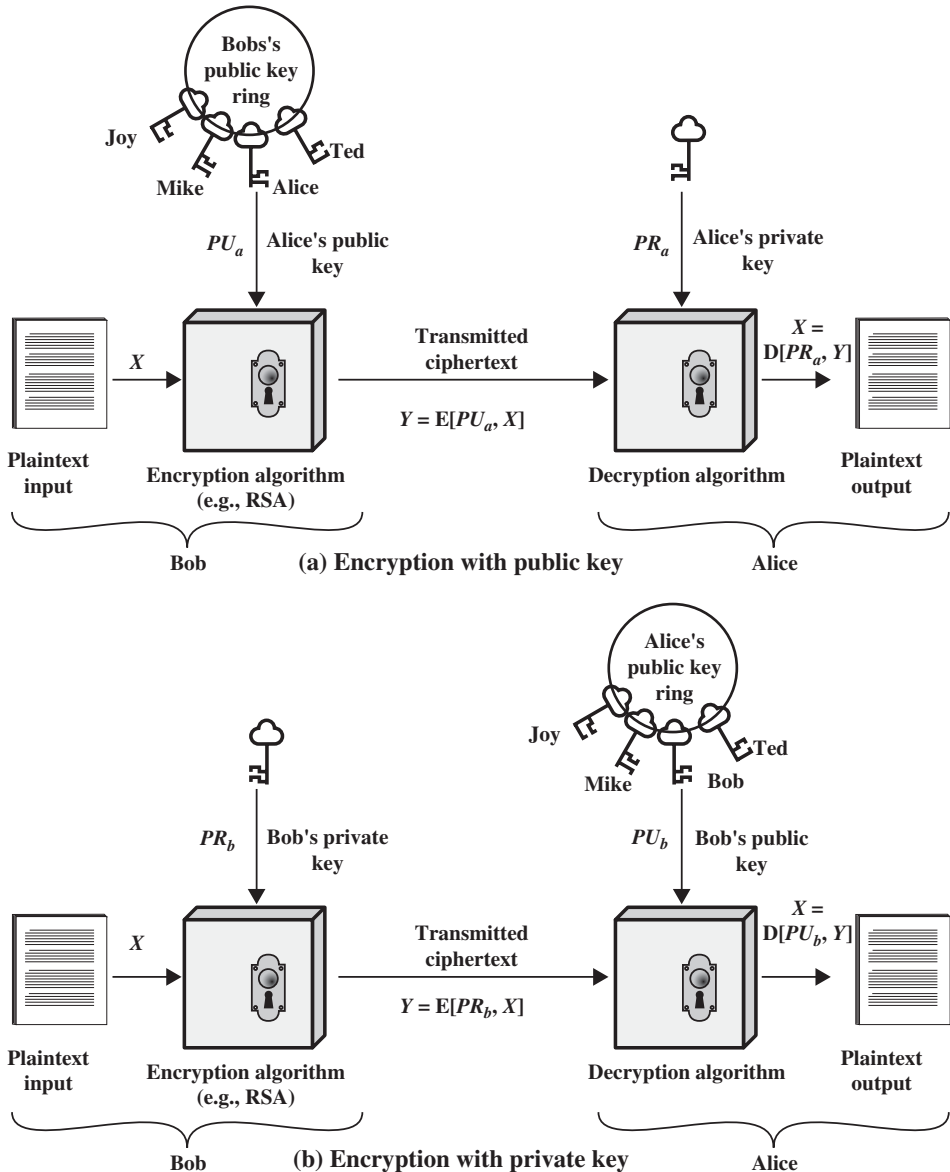 Bobs's
public key
ring
Joy
Ted
Mike
Alice
PUa
Alice's public
key
PRa
Alice's private
key
X
Transmitted
ciphertext
X =
D[PRa, Y]
Y = E[PUa, X]
Plaintext
input
Encryption algorithm
(e.g., RSA)
Decryption algorithm
Plaintext
output
Bob
(a) Encryption with public key
Alice
Alice's
public key
ring
Joy
Ted
Mike
Bob
PRb
Bob's private
key
PUb
Bob's public
key
X
Transmitted
ciphertext
X =
D[PUb, Y]
Y = E[PRb, X]
Plaintext
input
Encryption algorithm
(e.g., RSA)
Decryption algorithm
Plaintext
output
Bob
(b) Encryption with private key
Alice